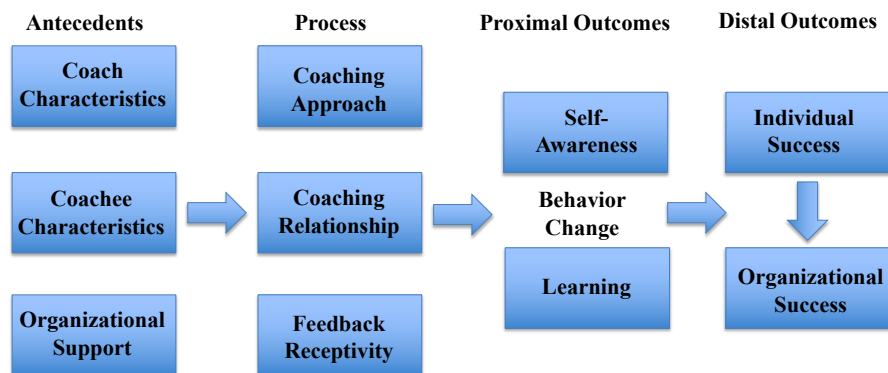 Antecedents
Process
Proximal Outcomes
Distal Outcomes
Coach
Characteristics
Coaching
Approach
Self-
Awareness
Individual
Success
Coachee
Characteristics
Coaching
Relationship
Behavior
Change
Learning
Organizational
Success
Organizational
Support
Feedback
Receptivity